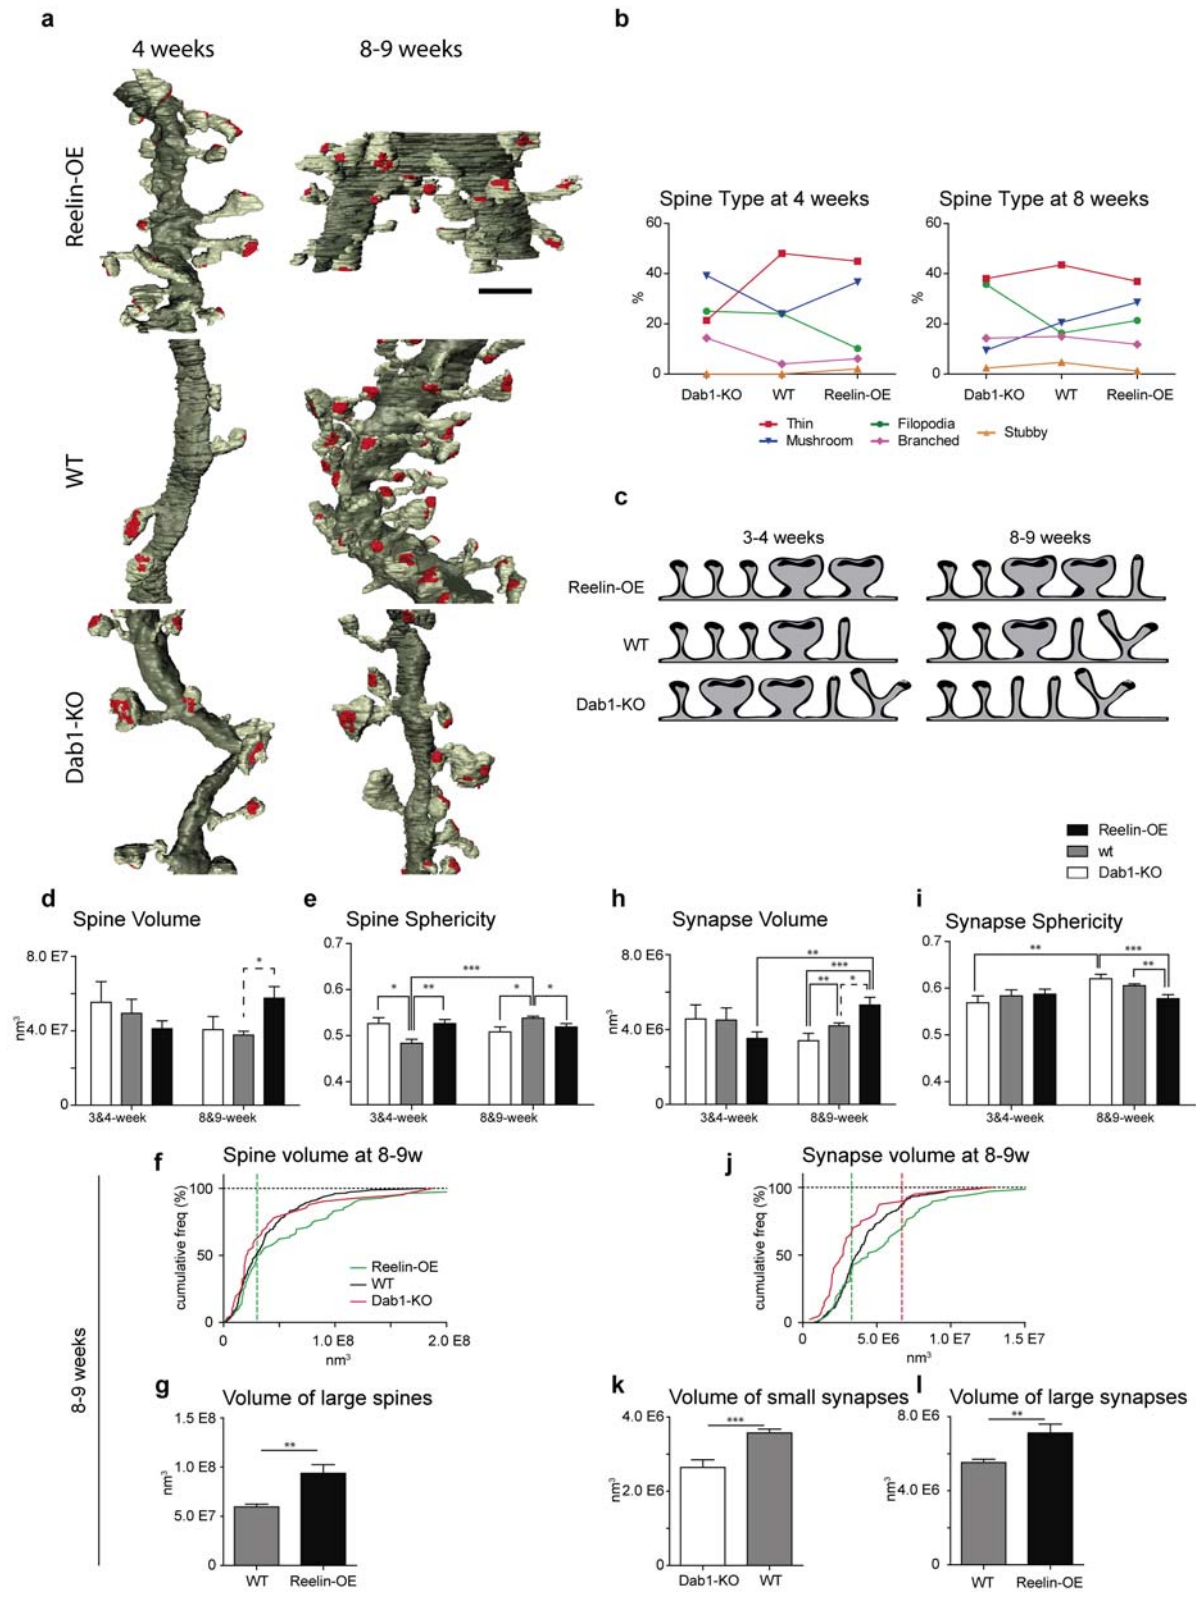 a
4 weeks
8-9 weeks
Reelin-OE
WT
Dab1-KO
b
Spine Type at 4 weeks
60
40
20
0
%
Dab1-KO WT Reelin-OE
Spine Type at 8 weeks
60
40
20
0
%
Dab1-KO WT Reelin-OE
Thin
Mushroom
Filopodia
Branched
Stubby
c
3-4 weeks
8-9 weeks
Reelin-OE
WT
Dab1-KO
Reelin-OE
wt
Dab1-KO
d
Spine Volume
8.0 E7
4.0 E7
0
nm³
*
3&4-week
8&9-week
e
Spine Sphericity
0.7
0.6
0.5
0.4
***
* **
* *
3&4-week
8&9-week
h
Synapse Volume
8.0 E6
4.0 E6
0
nm³
**
***
** *
3&4-week
8&9-week
i
Synapse Sphericity
0.7
0.6
0.5
0.4
** ***
**
3&4-week
8&9-week
8-9 weeks
f
Spine volume at 8-9w
100
50
0
cumulative freq (%)
Reelin-OE
WT
Dab1-KO
0 1.0 E8 2.0 E8
nm³
j
Synapse volume at 8-9w
100
50
0
cumulative freq (%)
0 5.0 E6 1.0 E7 1.5 E7
nm³
g
Volume of large spines
1.5 E8
1.0 E8
5.0 E7
0
nm³
**
WT Reelin-OE
k
Volume of small synapses
4.0 E6
2.0 E6
0
nm³
***
Dab1-KO WT
l
Volume of large synapses
8.0 E6
4.0 E6
0
nm³
**
WT Reelin-OE